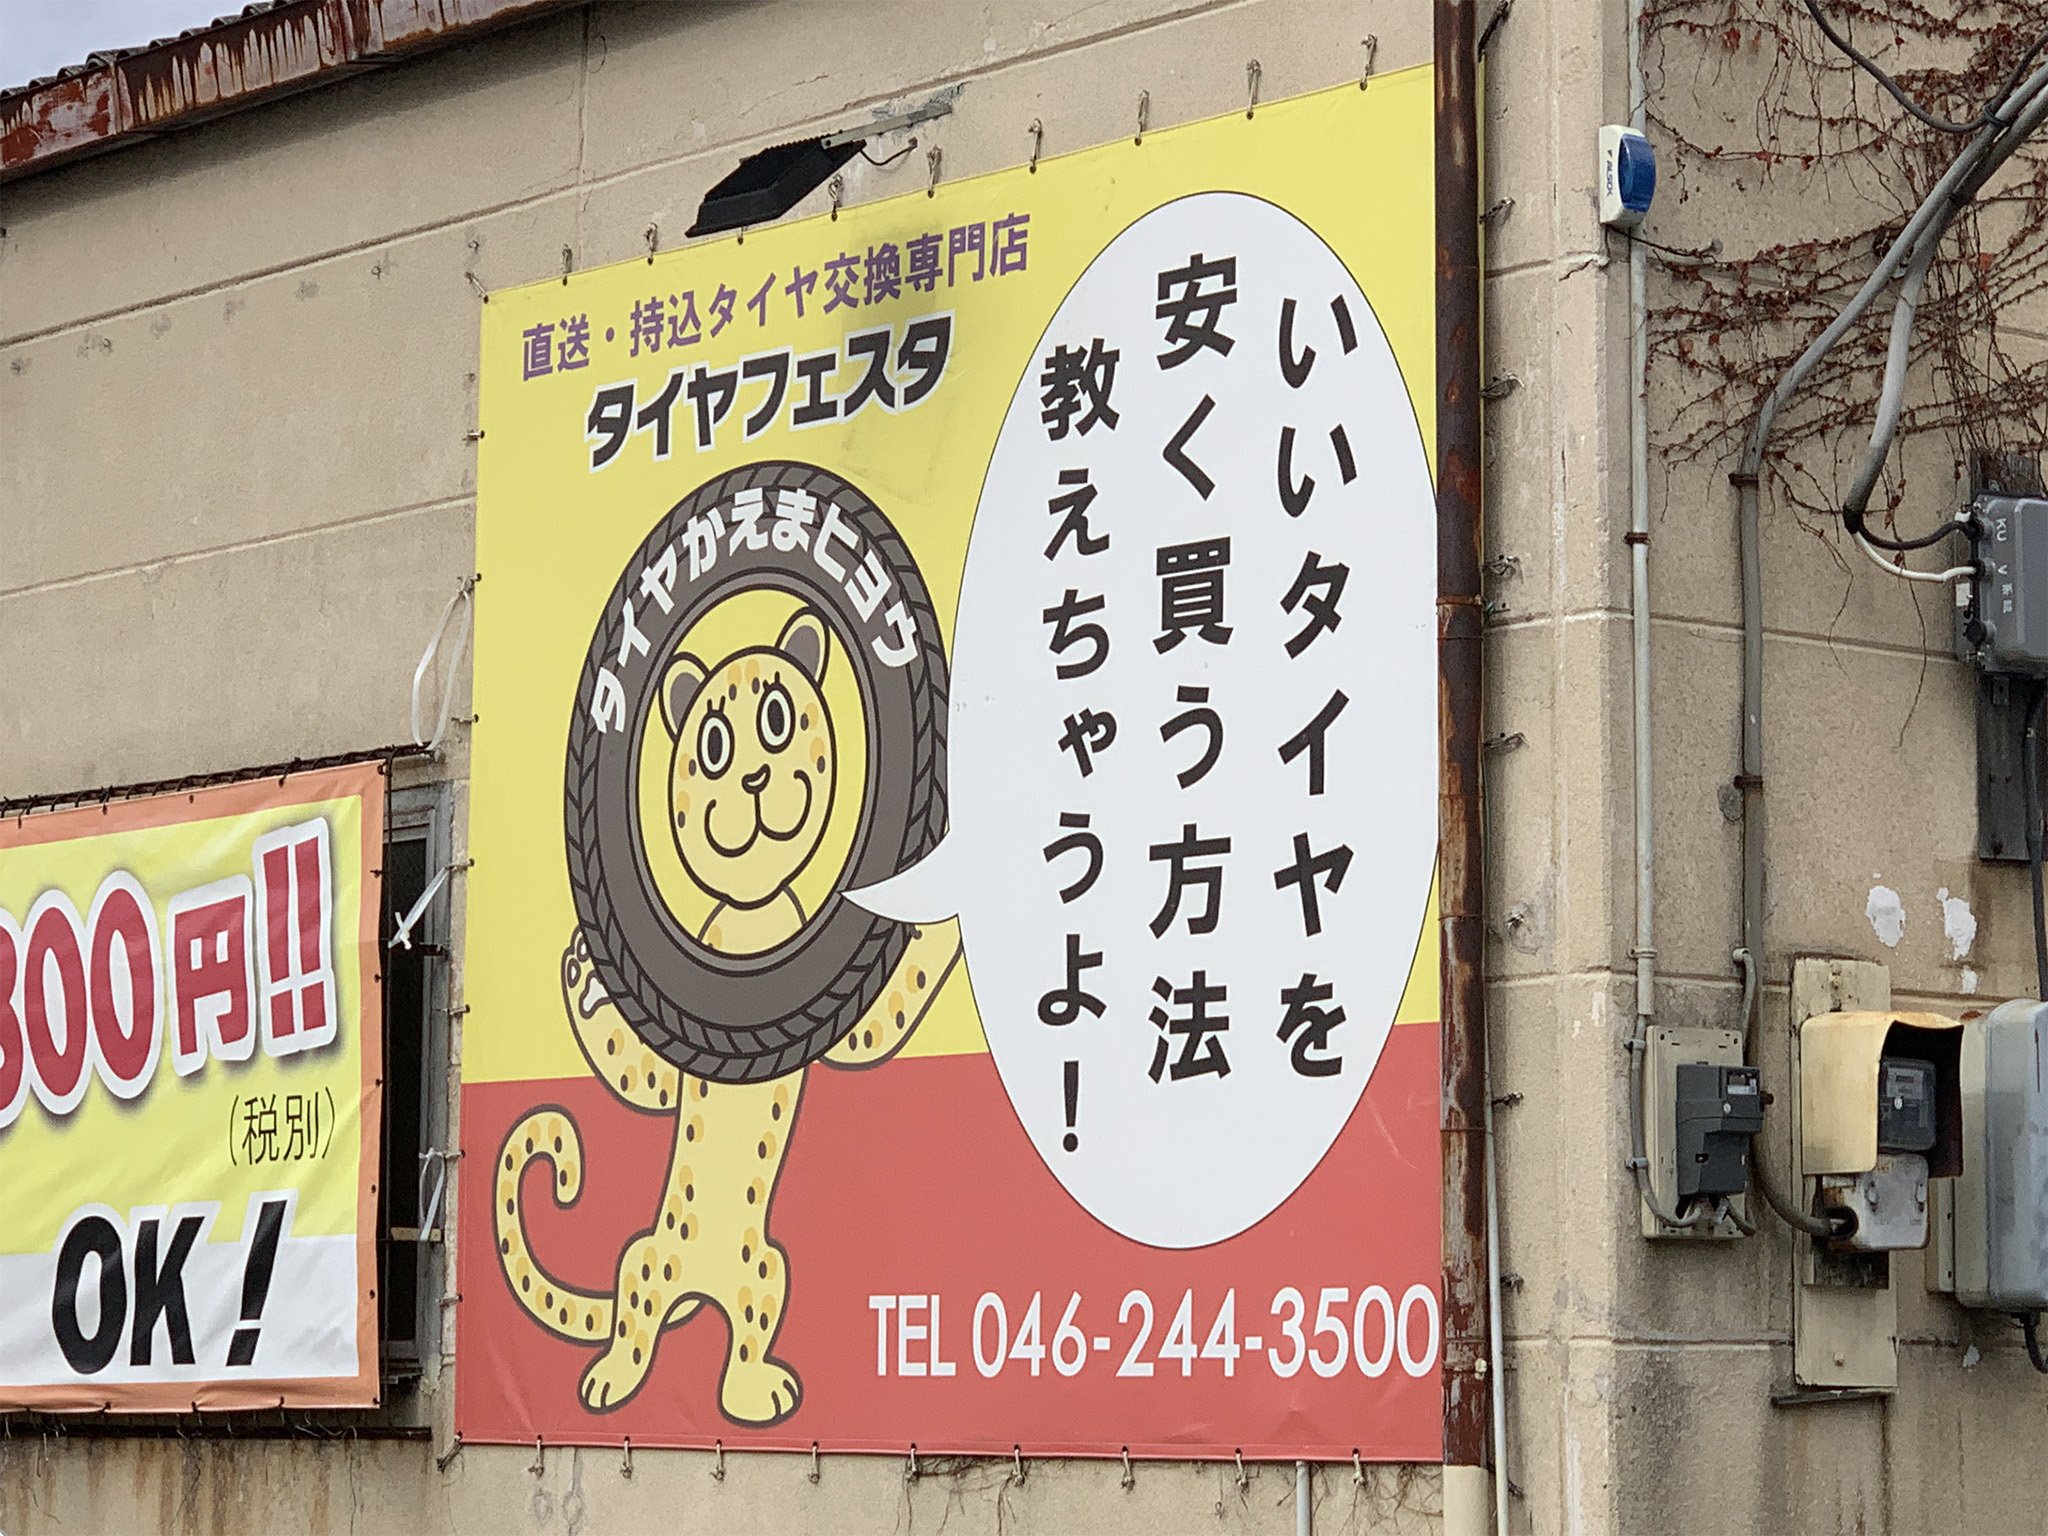 直送・持込タイヤ交換専門店
タイヤフェスタ
タイヤかえまヒョウ
いいタイヤを
安く買う方法
教えちゃうよ！
TEL 046-244-3500
800円!!
(税別)
OK!
KU V